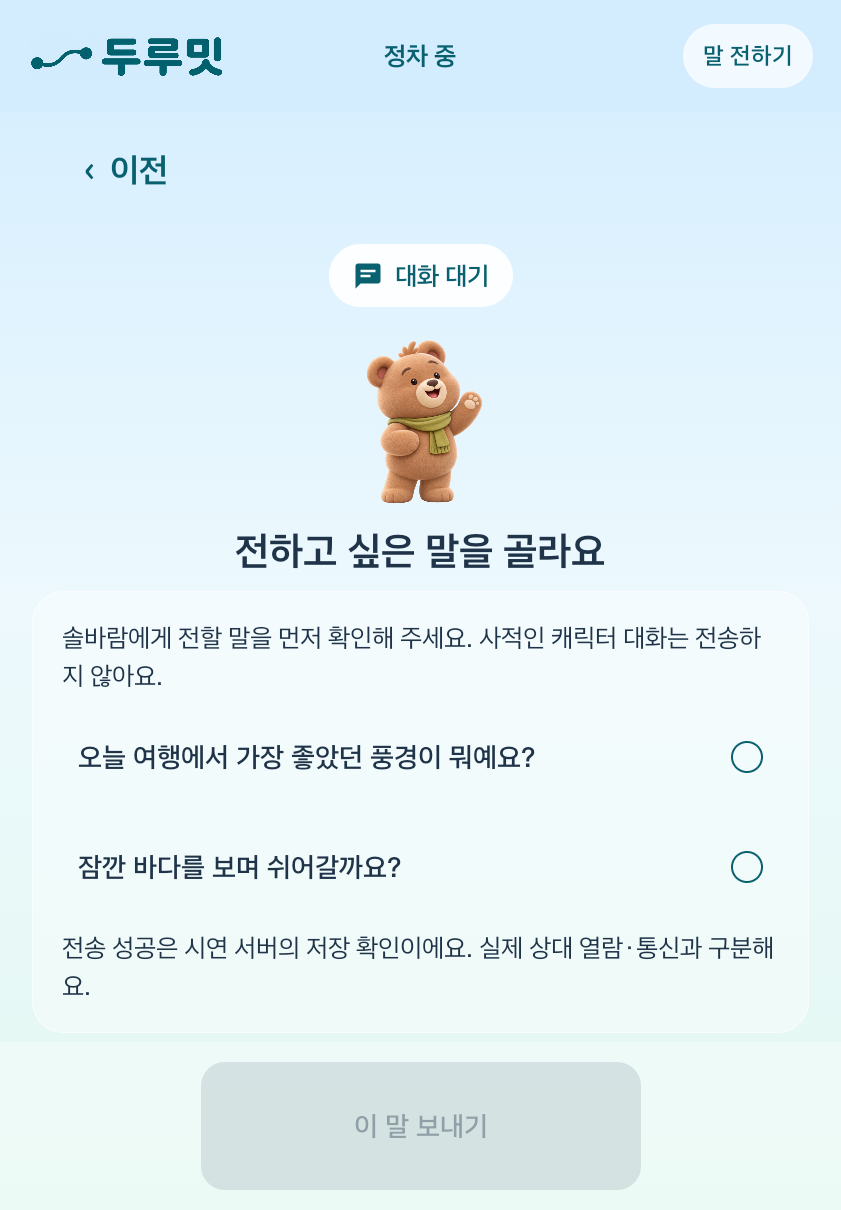 두루밋
정차 중
말 전하기
‹ 이전
대화 대기
전하고 싶은 말을 골라요
솔바람에게 전할 말을 먼저 확인해 주세요. 사적인 캐릭터 대화는 전송하
지 않아요.
오늘 여행에서 가장 좋았던 풍경이 뭐예요?
잠깐 바다를 보며 쉬어갈까요?
전송 성공은 시연 서버의 저장 확인이에요. 실제 상대 열람·통신과 구분해
요.
이 말 보내기